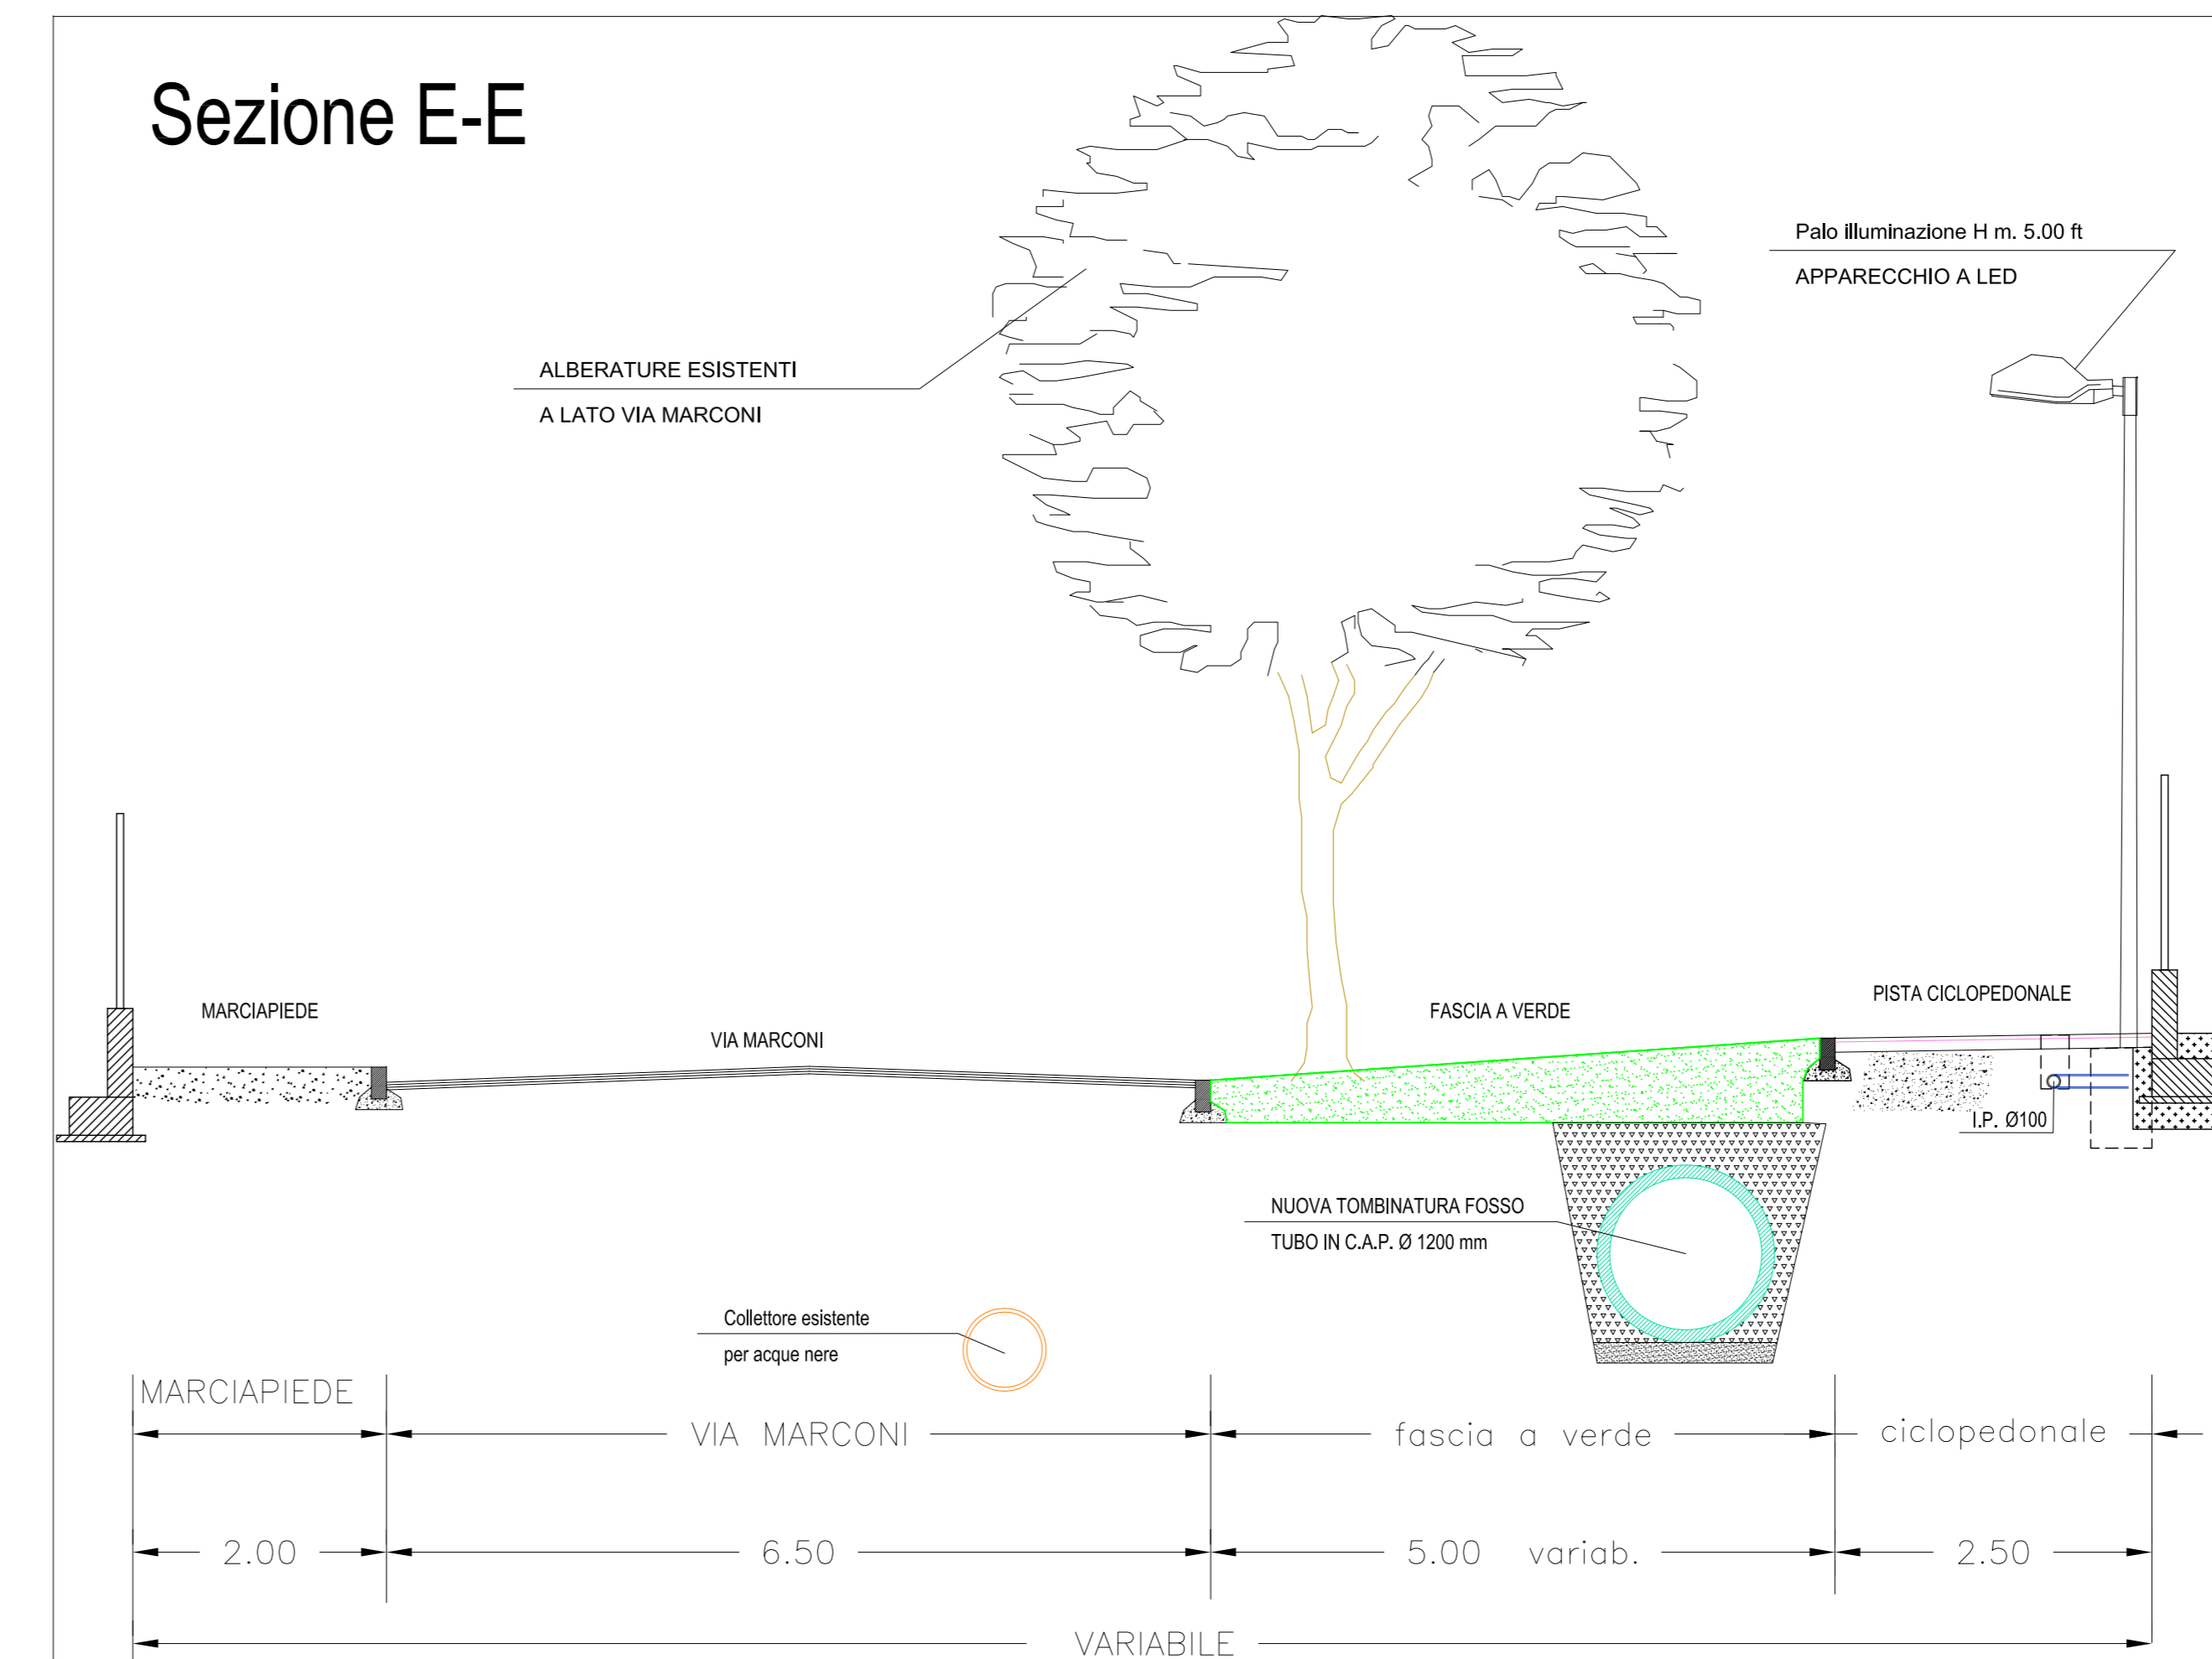 Sezione E-E
Palo illuminazione H m. 5.00 ft
APPARECCHIO A LED
ALBERATURE ESISTENTI
A LATO VIA MARCONI
MARCIAPIEDE
VIA MARCONI
FASCIA A VERDE
PISTA CICLOPEDONALE
I.P. Ø100
NUOVA TOMBINATURA FOSSO
TUBO IN C.A.P. Ø 1200 mm
Collettore esistente
per acque nere
MARCIAPIEDE
VIA MARCONI
fascia a verde
ciclopedonale
2.00
6.50
5.00 variab.
2.50
VARIABILE